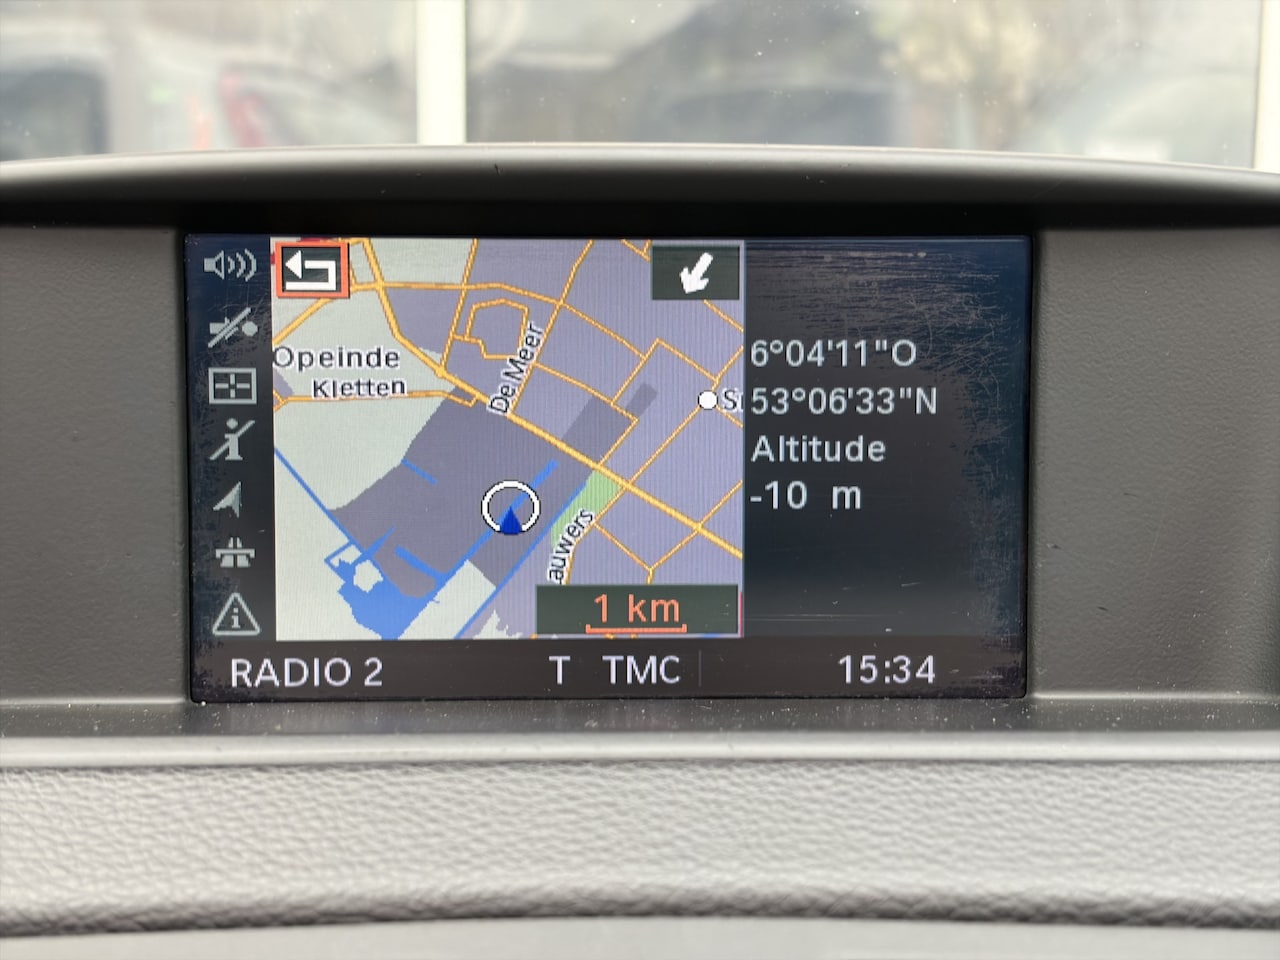 Opeinde
Kletten
De Meer
auwers
1 km
6°04'11"O
53°06'33"N
Altitude
-10 m
RADIO 2
T TMC
15:34